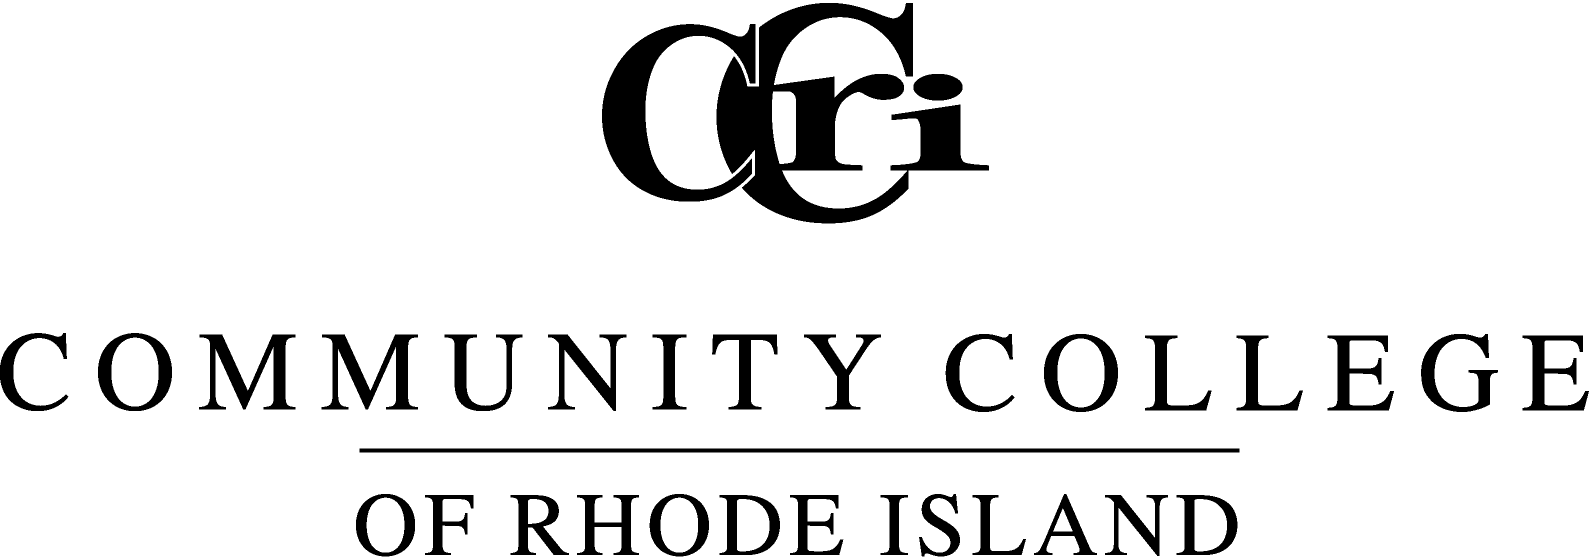 CCri
COMMUNITY COLLEGE
OF RHODE ISLAND